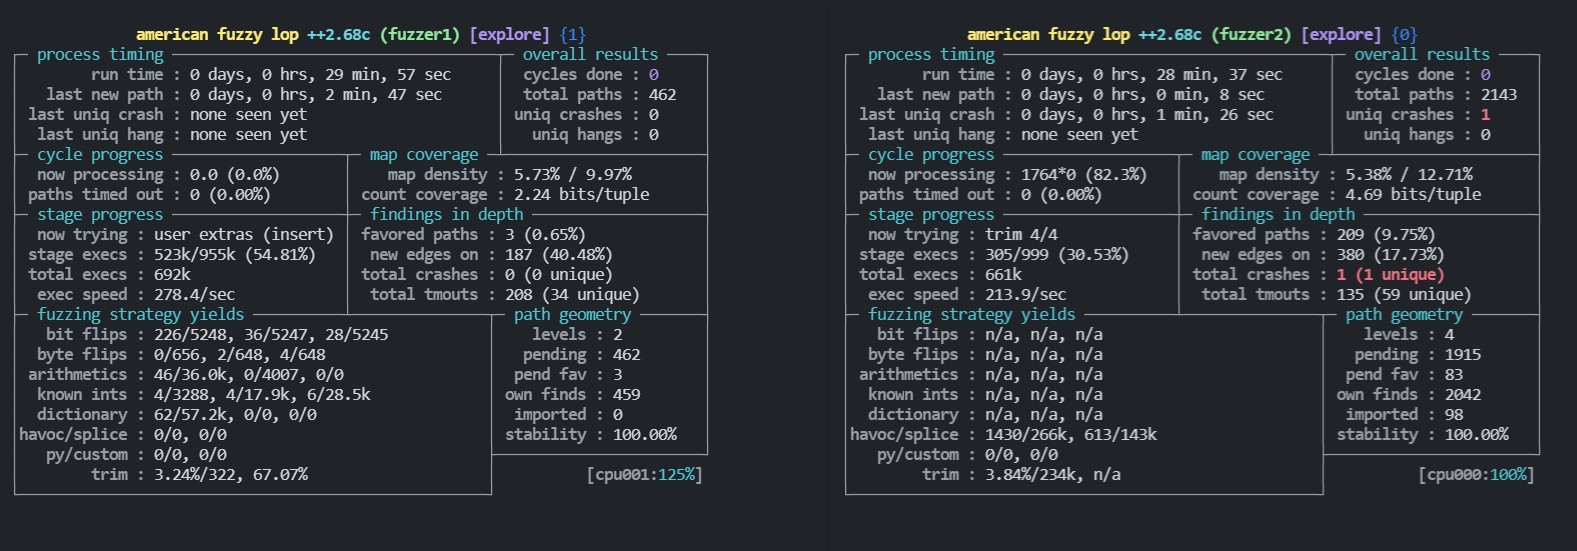 american fuzzy lop ++2.68c (fuzzer1) [explore] {1}
process timing
overall results
run time : 0 days, 0 hrs, 29 min, 57 sec
cycles done : 0
last new path : 0 days, 0 hrs, 2 min, 47 sec
total paths : 462
last uniq crash : none seen yet
uniq crashes : 0
last uniq hang : none seen yet
uniq hangs : 0
cycle progress
map coverage
now processing : 0.0 (0.0%)
map density : 5.73% / 9.97%
paths timed out : 0 (0.00%)
count coverage : 2.24 bits/tuple
stage progress
findings in depth
now trying : user extras (insert)
favored paths : 3 (0.65%)
stage execs : 523k/955k (54.81%)
new edges on : 187 (40.48%)
total execs : 692k
total crashes : 0 (0 unique)
exec speed : 278.4/sec
total tmouts : 208 (34 unique)
fuzzing strategy yields
path geometry
bit flips : 226/5248, 36/5247, 28/5245
levels : 2
byte flips : 0/656, 2/648, 4/648
pending : 462
arithmetics : 46/36.0k, 0/4007, 0/0
pend fav : 3
known ints : 4/3288, 4/17.9k, 6/28.5k
own finds : 459
dictionary : 62/57.2k, 0/0, 0/0
imported : 0
havoc/splice : 0/0, 0/0
stability : 100.00%
py/custom : 0/0, 0/0
trim : 3.24%/322, 67.07%
[cpu001:125%]
american fuzzy lop ++2.68c (fuzzer2) [explore] {0}
process timing
overall results
run time : 0 days, 0 hrs, 28 min, 37 sec
cycles done : 0
last new path : 0 days, 0 hrs, 0 min, 8 sec
total paths : 2143
last uniq crash : 0 days, 0 hrs, 1 min, 26 sec
uniq crashes : 1
last uniq hang : none seen yet
uniq hangs : 0
cycle progress
map coverage
now processing : 1764*0 (82.3%)
map density : 5.38% / 12.71%
paths timed out : 0 (0.00%)
count coverage : 4.69 bits/tuple
stage progress
findings in depth
now trying : trim 4/4
favored paths : 209 (9.75%)
stage execs : 305/999 (30.53%)
new edges on : 380 (17.73%)
total execs : 661k
total crashes : 1 (1 unique)
exec speed : 213.9/sec
total tmouts : 135 (59 unique)
fuzzing strategy yields
path geometry
bit flips : n/a, n/a, n/a
levels : 4
byte flips : n/a, n/a, n/a
pending : 1915
arithmetics : n/a, n/a, n/a
pend fav : 83
known ints : n/a, n/a, n/a
own finds : 2042
dictionary : n/a, n/a, n/a
imported : 98
havoc/splice : 1430/266k, 613/143k
stability : 100.00%
py/custom : 0/0, 0/0
trim : 3.84%/234k, n/a
[cpu000:100%]